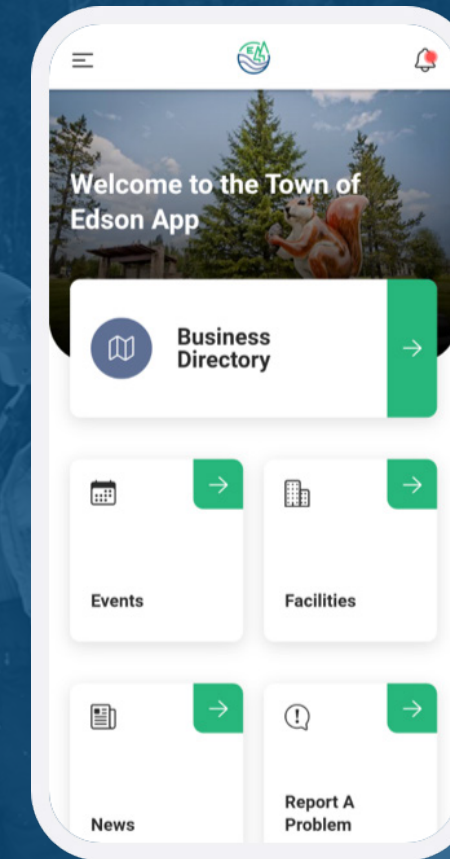 Welcome to the Town of
Edson App
Business
Directory
Events
Facilities
News
Report A
Problem